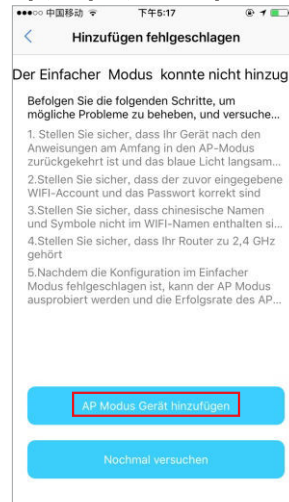 中国移动 下午5:17
Hinzufügen fehlgeschlagen
Der Einfacher Modus konnte nicht hinzug
Befolgen Sie die folgenden Schritte, um
mögliche Probleme zu beheben, und versuche...
1. Stellen Sie sicher, dass Ihr Gerät nach den
Anweisungen am Amfang in den AP-Modus
zurückgekehrt ist und das blaue Licht langsam...
2.Stellen Sie sicher, dass der zuvor eingegebene
WIFI-Account und das Passwort korrekt sind
3.Stellen Sie sicher, dass chinesische Namen
und Symbole nicht im WIFI-Namen enthalten si...
4.Stellen Sie sicher, dass Ihr Router zu 2,4 GHz
gehört
5.Nachdem die Konfiguration im Einfacher
Modus fehlgeschlagen ist, kann der AP Modus
ausprobiert werden und die Erfolgsrate des AP...
AP Modus Gerät hinzufügen
Nochmal versuchen